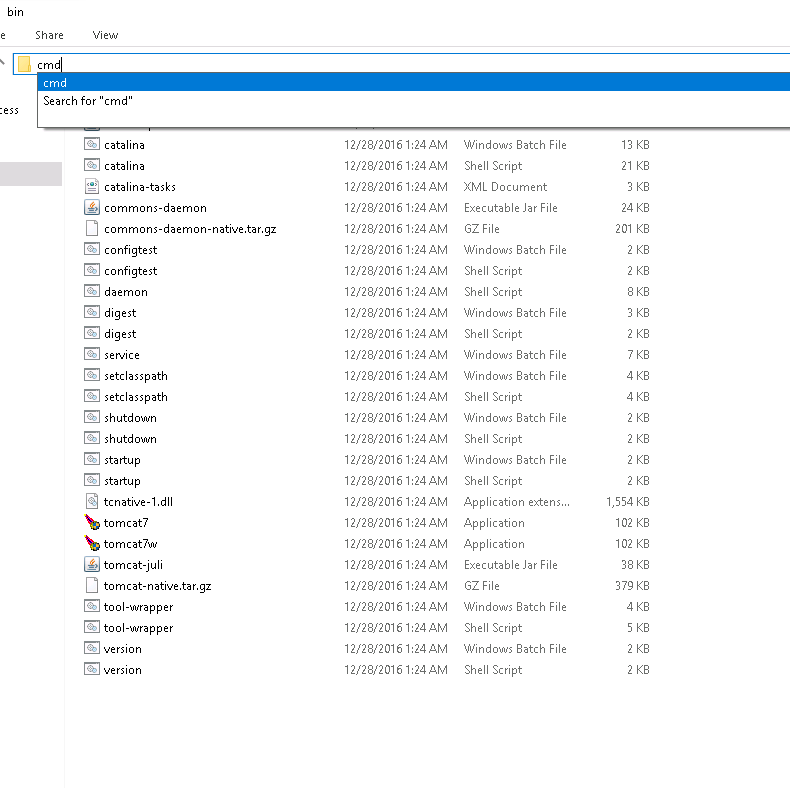 bin
e Share View
cmd
cmd
Search for "cmd"
cess
catalina 12/28/2016 1:24 AM Windows Batch File 13 KB
catalina 12/28/2016 1:24 AM Shell Script 21 KB
catalina-tasks 12/28/2016 1:24 AM XML Document 3 KB
commons-daemon 12/28/2016 1:24 AM Executable Jar File 24 KB
commons-daemon-native.tar.gz 12/28/2016 1:24 AM GZ File 201 KB
configtest 12/28/2016 1:24 AM Windows Batch File 2 KB
configtest 12/28/2016 1:24 AM Shell Script 2 KB
daemon 12/28/2016 1:24 AM Shell Script 8 KB
digest 12/28/2016 1:24 AM Windows Batch File 3 KB
digest 12/28/2016 1:24 AM Shell Script 2 KB
service 12/28/2016 1:24 AM Windows Batch File 7 KB
setclasspath 12/28/2016 1:24 AM Windows Batch File 4 KB
setclasspath 12/28/2016 1:24 AM Shell Script 4 KB
shutdown 12/28/2016 1:24 AM Windows Batch File 2 KB
shutdown 12/28/2016 1:24 AM Shell Script 2 KB
startup 12/28/2016 1:24 AM Windows Batch File 2 KB
startup 12/28/2016 1:24 AM Shell Script 2 KB
tcnative-1.dll 12/28/2016 1:24 AM Application extens... 1,554 KB
tomcat7 12/28/2016 1:24 AM Application 102 KB
tomcat7w 12/28/2016 1:24 AM Application 102 KB
tomcat-juli 12/28/2016 1:24 AM Executable Jar File 38 KB
tomcat-native.tar.gz 12/28/2016 1:24 AM GZ File 379 KB
tool-wrapper 12/28/2016 1:24 AM Windows Batch File 4 KB
tool-wrapper 12/28/2016 1:24 AM Shell Script 5 KB
version 12/28/2016 1:24 AM Windows Batch File 2 KB
version 12/28/2016 1:24 AM Shell Script 2 KB